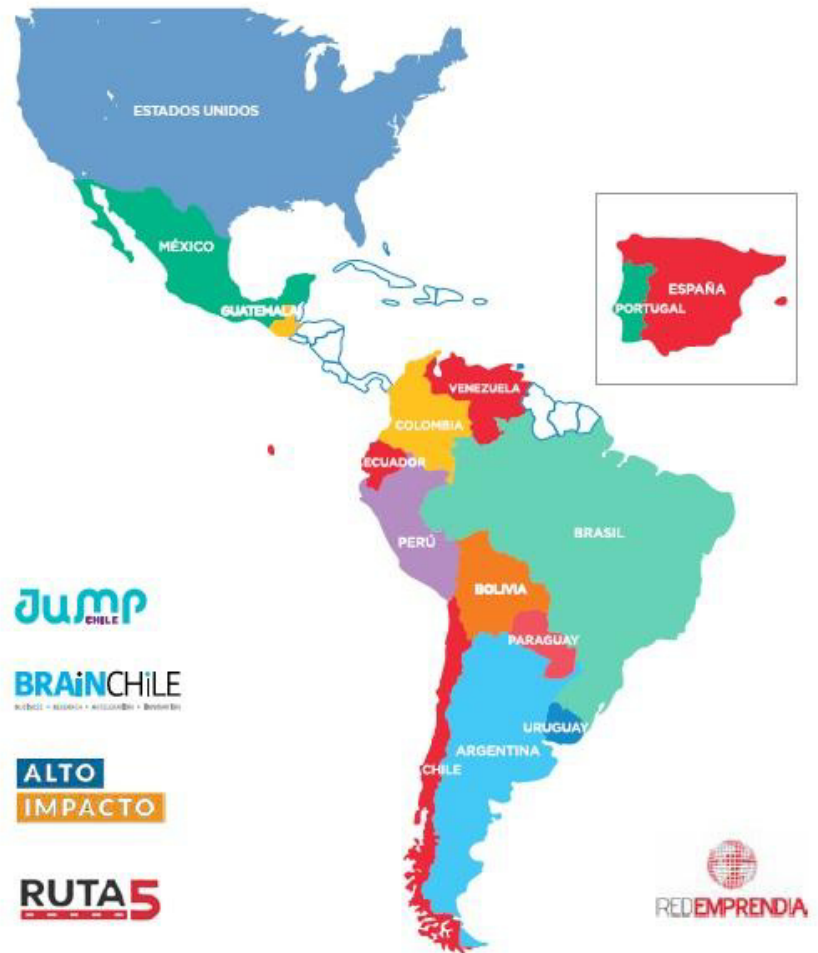 ESTADOS UNIDOS
MÉXICO
GUATEMALA
ESPAÑA
PORTUGAL
VENEZUELA
COLOMBIA
ECUADOR
BRASIL
PERÚ
BOLIVIA
PARAGUAY
URUGUAY
ARGENTINA
CHILE
JUMP
CHILE
BRAiNCHiLE
ALTO
IMPACTO
RUTA5
REDEMPRENDIA